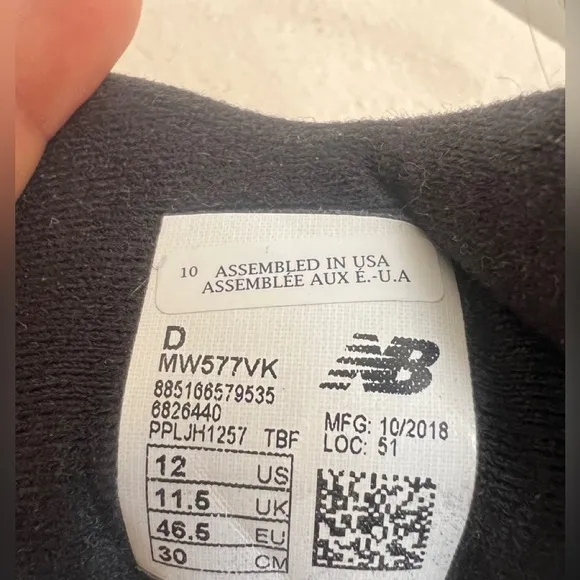 10 ASSEMBLED IN USA
ASSEMBLÉE AUX É.-U.A
D
MW577VK
885166579535
6826440
PPLJH1257 TBF
NB
MFG: 10/2018
LOC: 51
12 US
11.5 UK
46.5 EU
30 CM